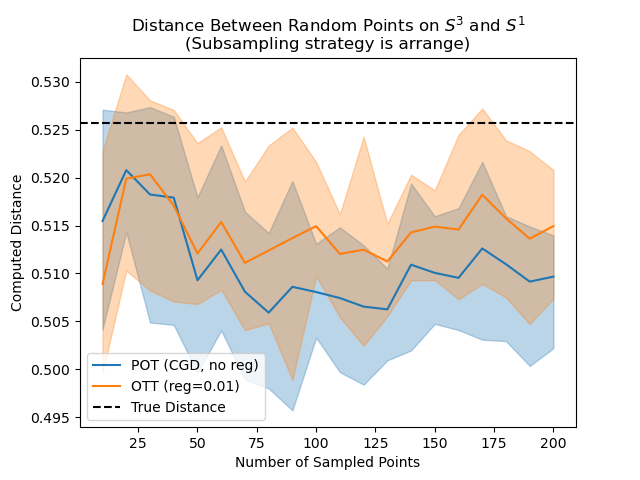 Distance Between Random Points on $S^3$ and $S^1$
(Subsampling strategy is arrange)
Computed Distance
0.530
0.525
0.520
0.515
0.510
0.505
0.500
0.495
POT (CGD, no reg)
OTT (reg=0.01)
True Distance
25 50 75 100 125 150 175 200
Number of Sampled Points